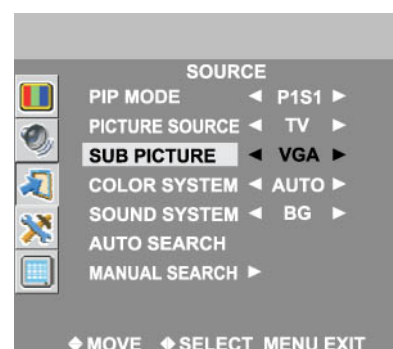 SOURCE
PIP MODE ◄ P1S1 ►
PICTURE SOURCE ◄ TV ►
SUB PICTURE ◄ VGA ►
COLOR SYSTEM ◄ AUTO ►
SOUND SYSTEM ◄ BG ►
AUTO SEARCH
MANUAL SEARCH ►
MOVE SELECT MENU EXIT